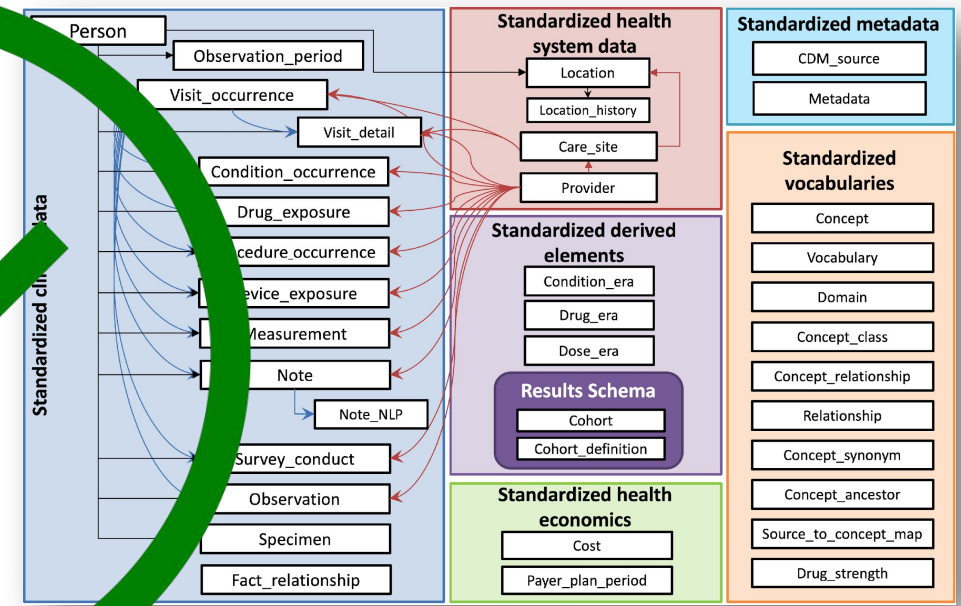 Person
Observation_period
Visit_occurrence
Visit_detail
Condition_occurrence
Drug_exposure
cedure_occurrence
evice_exposure
Measurement
Note
Note_NLP
Survey_conduct
Observation
Specimen
Fact_relationship
Standardized cli
data
Standardized health
system data
Location
Location_history
Care_site
Provider
Standardized derived
elements
Condition_era
Drug_era
Dose_era
Results Schema
Cohort
Cohort_definition
Standardized health
economics
Cost
Payer_plan_period
Standardized metadata
CDM_source
Metadata
Standardized
vocabularies
Concept
Vocabulary
Domain
Concept_class
Concept_relationship
Relationship
Concept_synonym
Concept_ancestor
Source_to_concept_map
Drug_strength